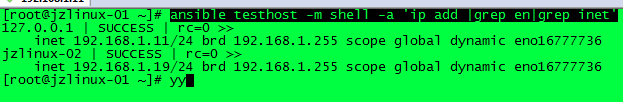 [root@jzlinux-01 ~]# ansible testhost -m shell -a 'ip add |grep en|grep inet'
127.0.0.1 | SUCCESS | rc=0 >>
    inet 192.168.1.11/24 brd 192.168.1.255 scope global dynamic eno16777736
jzlinux-02 | SUCCESS | rc=0 >>
    inet 192.168.1.19/24 brd 192.168.1.255 scope global dynamic eno16777736
[root@jzlinux-01 ~]# yy